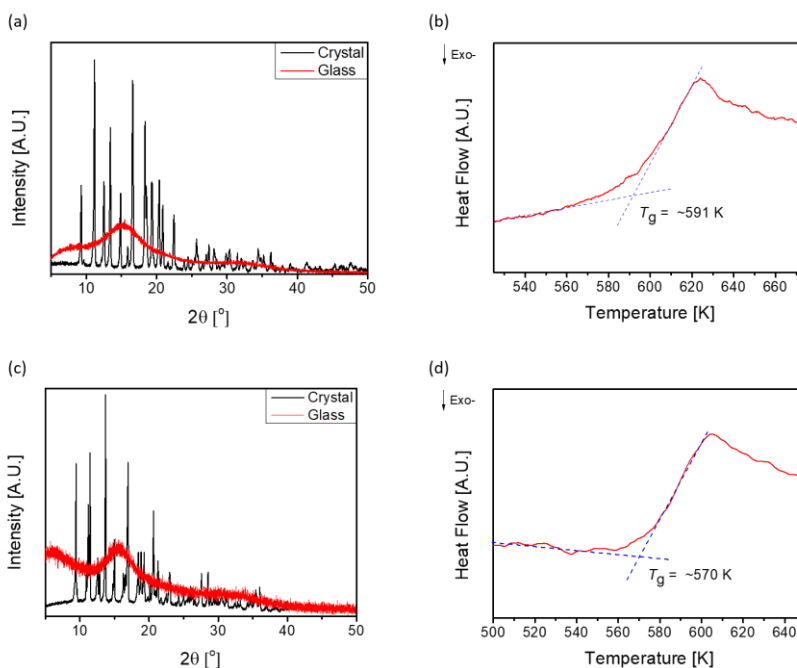 (a)
Crystal
Glass
Intensity [A.U.]
10 20 30 40 50
2θ [°]
(b)
↓ Exo-
Heat Flow [A.U.]
Tg = ~591 K
540 560 580 600 620 640 660
Temperature [K]
(c)
Crystal
Glass
Intensity [A.U.]
10 20 30 40 50
2θ [°]
(d)
↓ Exo-
Heat Flow [A.U.]
Tg = ~570 K
500 520 540 560 580 600 620 640
Temperature [K]